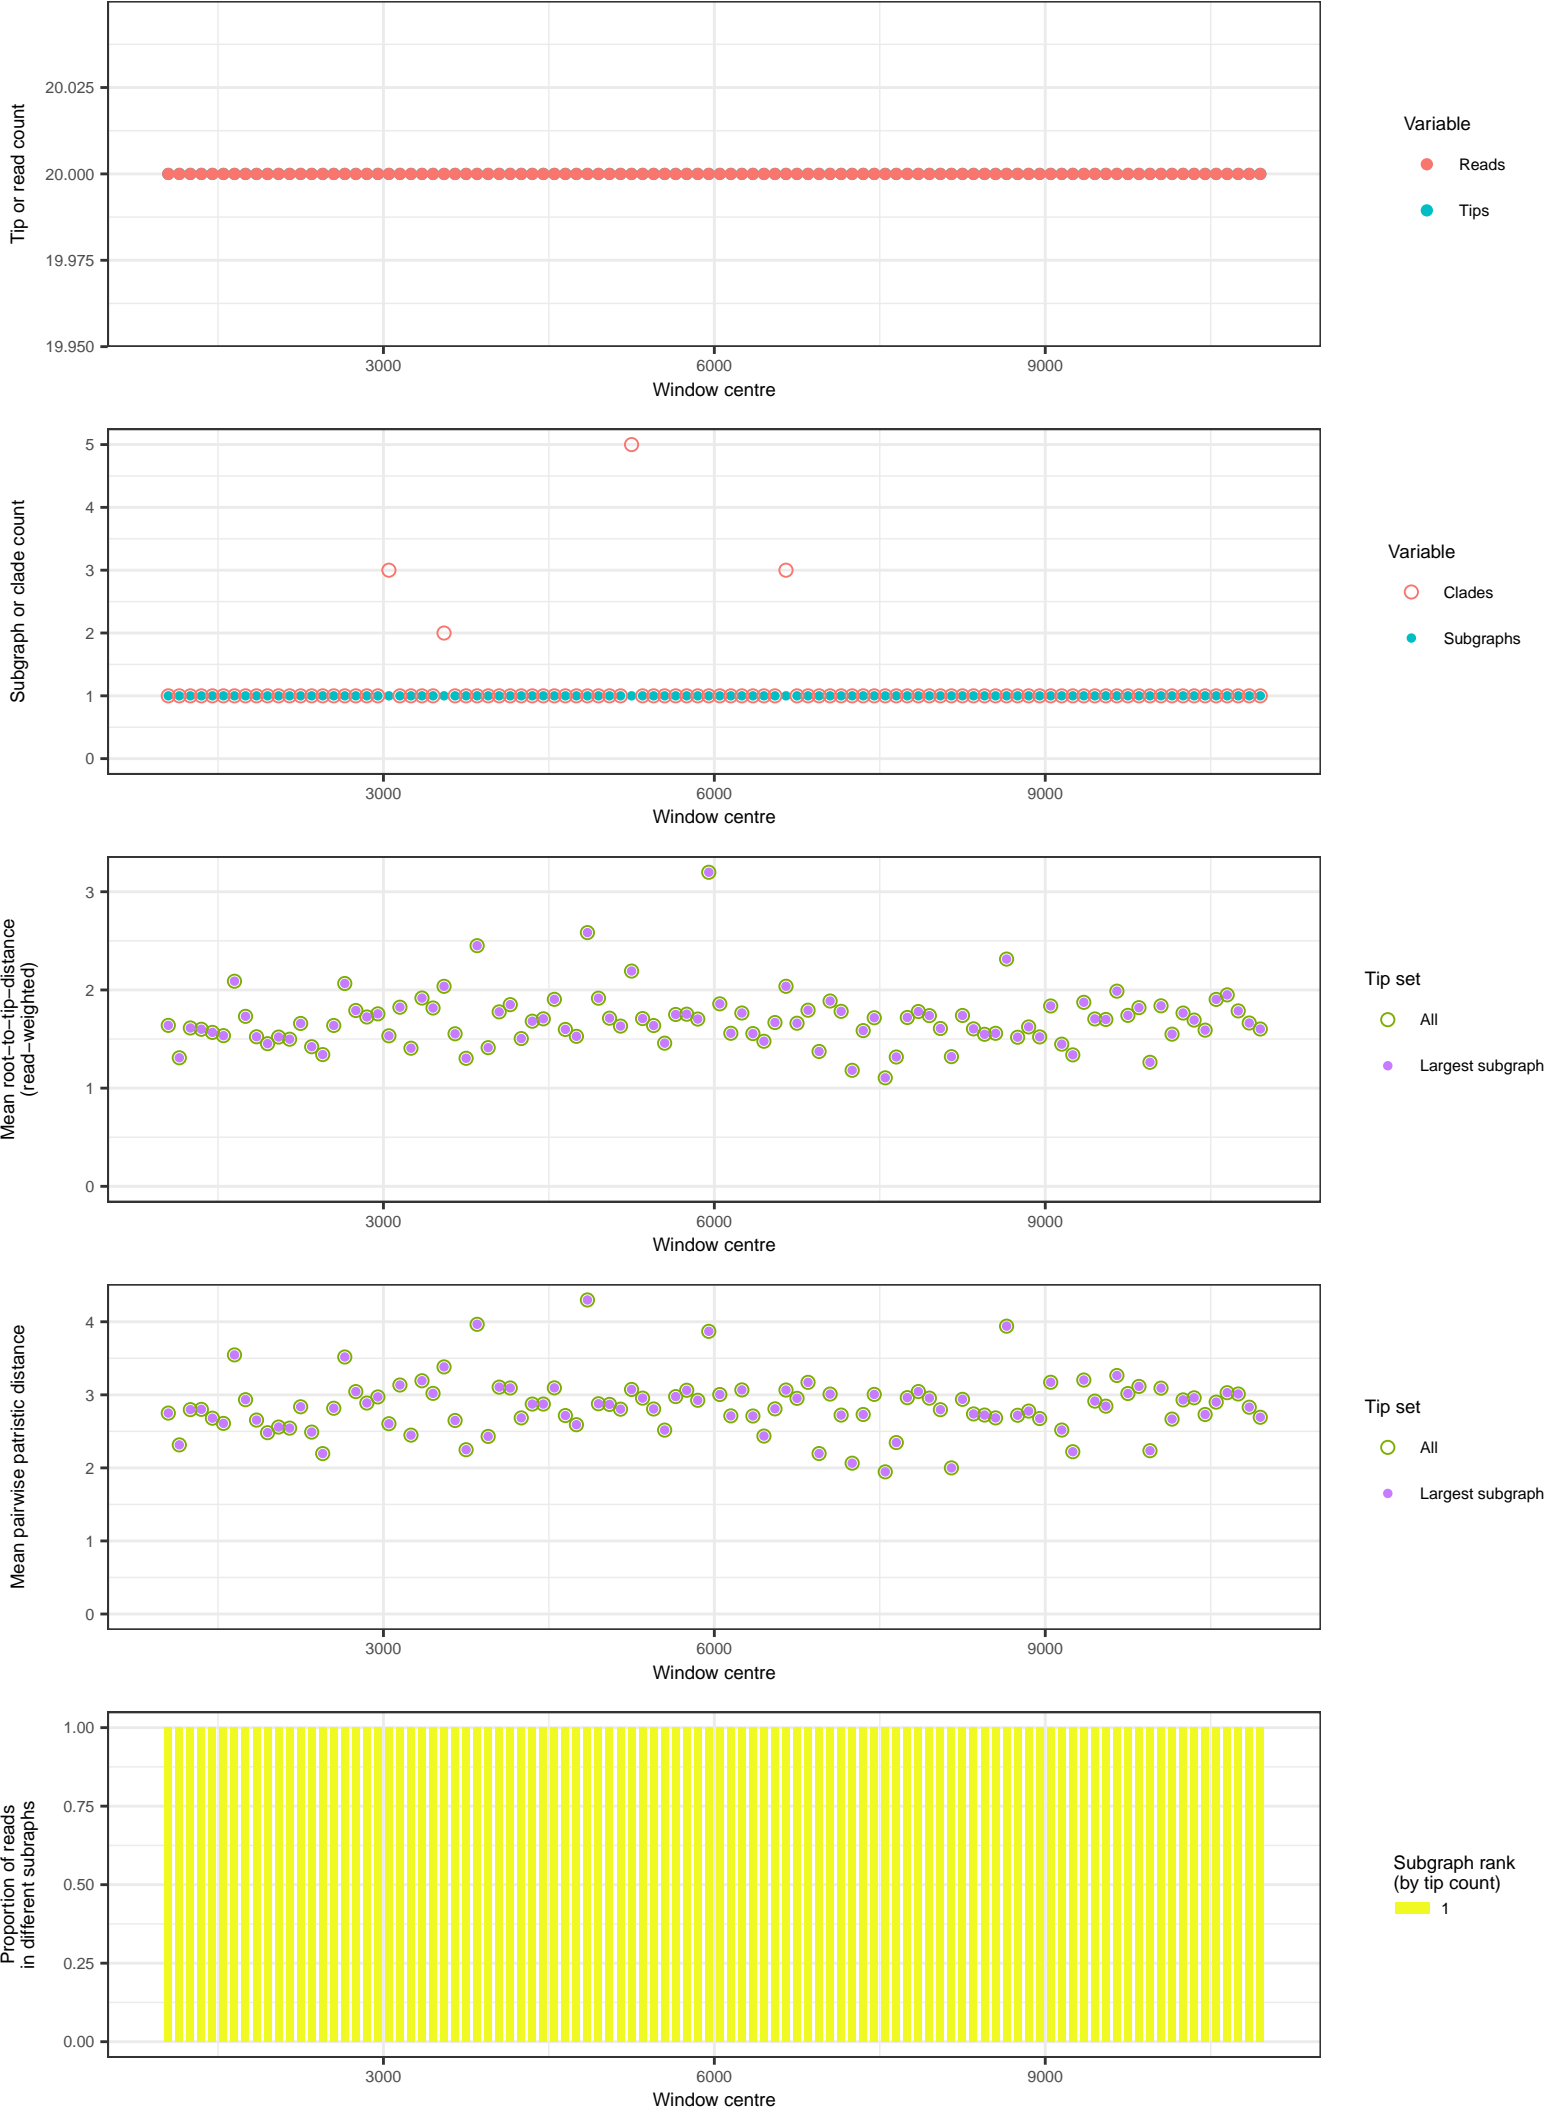 Tip or read count
20.025
20.000
19.975
19.950
3000 6000 9000
Window centre
Variable
Reads
Tips
Subgraph or clade count
5
4
3
2
1
0
3000 6000 9000
Window centre
Variable
Clades
Subgraphs
Mean root−to−tip−distance
(read−weighted)
3
2
1
0
3000 6000 9000
Window centre
Tip set
All
Largest subgraph
Mean pairwise patristic distance
4
3
2
1
0
3000 6000 9000
Window centre
Tip set
All
Largest subgraph
Proportion of reads
in different subraphs
1.00
0.75
0.50
0.25
0.00
3000 6000 9000
Window centre
Subgraph rank
(by tip count)
1